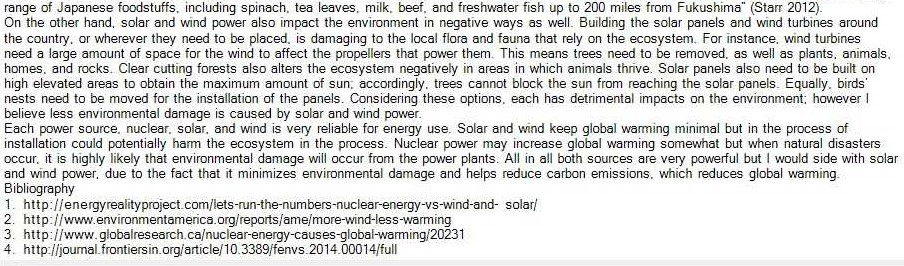 range of Japanese foodstuffs, including spinach, tea leaves, milk, beef, and freshwater fish up to 200 miles from Fukushima" (Starr 2012).
On the other hand, solar and wind power also impact the environment in negative ways as well. Building the solar panels and wind turbines around
the country, or wherever they need to be placed, is damaging to the local flora and fauna that rely on the ecosystem. For instance, wind turbines
need a large amount of space for the wind to affect the propellers that power them. This means trees need to be removed, as well as plants, animals,
homes, and rocks. Clear cutting forests also alters the ecosystem negatively in areas in which animals thrive. Solar panels also need to be built on
high elevated areas to obtain the maximum amount of sun; accordingly, trees cannot block the sun from reaching the solar panels. Equally, birds'
nests need to be moved for the installation of the panels. Considering these options, each has detrimental impacts on the environment; however I
believe less environmental damage is caused by solar and wind power.
Each power source, nuclear, solar, and wind is very reliable for energy use. Solar and wind keep global warming minimal but in the process of
installation could potentially harm the ecosystem in the process. Nuclear power may increase global warming somewhat but when natural disasters
occur, it is highly likely that environmental damage will occur from the power plants. All in all both sources are very powerful but I would side with solar
and wind power, due to the fact that it minimizes environmental damage and helps reduce carbon emissions, which reduces global warming.
Bibliography
1. http://energyrealityproject.com/lets-run-the-numbers-nuclear-energy-vs-wind-and- solar/
2. http://www.environmentamerica.org/reports/ame/more-wind-less-warming
3. http://www.globalresearch.ca/nuclear-energy-causes-global-warming/20231
4. http://journal.frontiersin.org/article/10.3389/fenvs.2014.00014/full